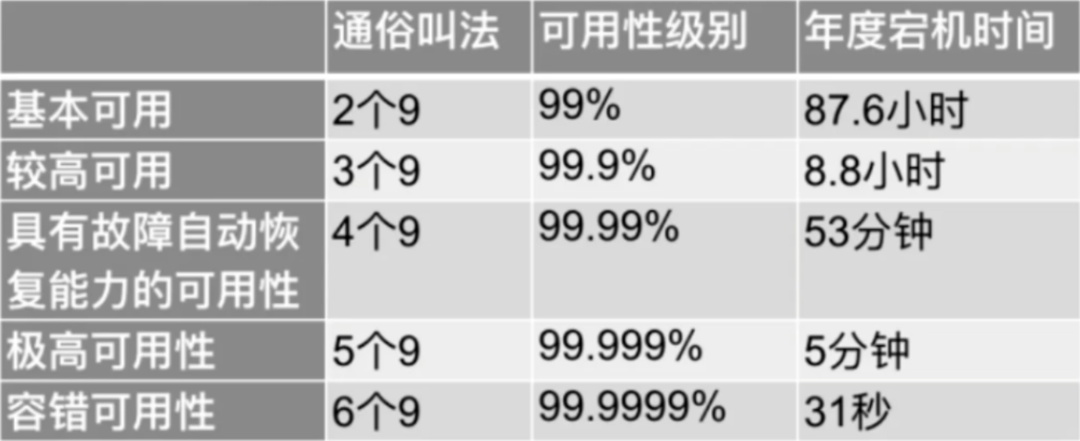 通俗叫法 可用性级别 年度宕机时间
基本可用 2个9 99% 87.6小时
较高可用 3个9 99.9% 8.8小时
具有故障自动恢 4个9 99.99% 53分钟
复能力的可用性
极高可用性 5个9 99.999% 5分钟
容错可用性 6个9 99.9999% 31秒